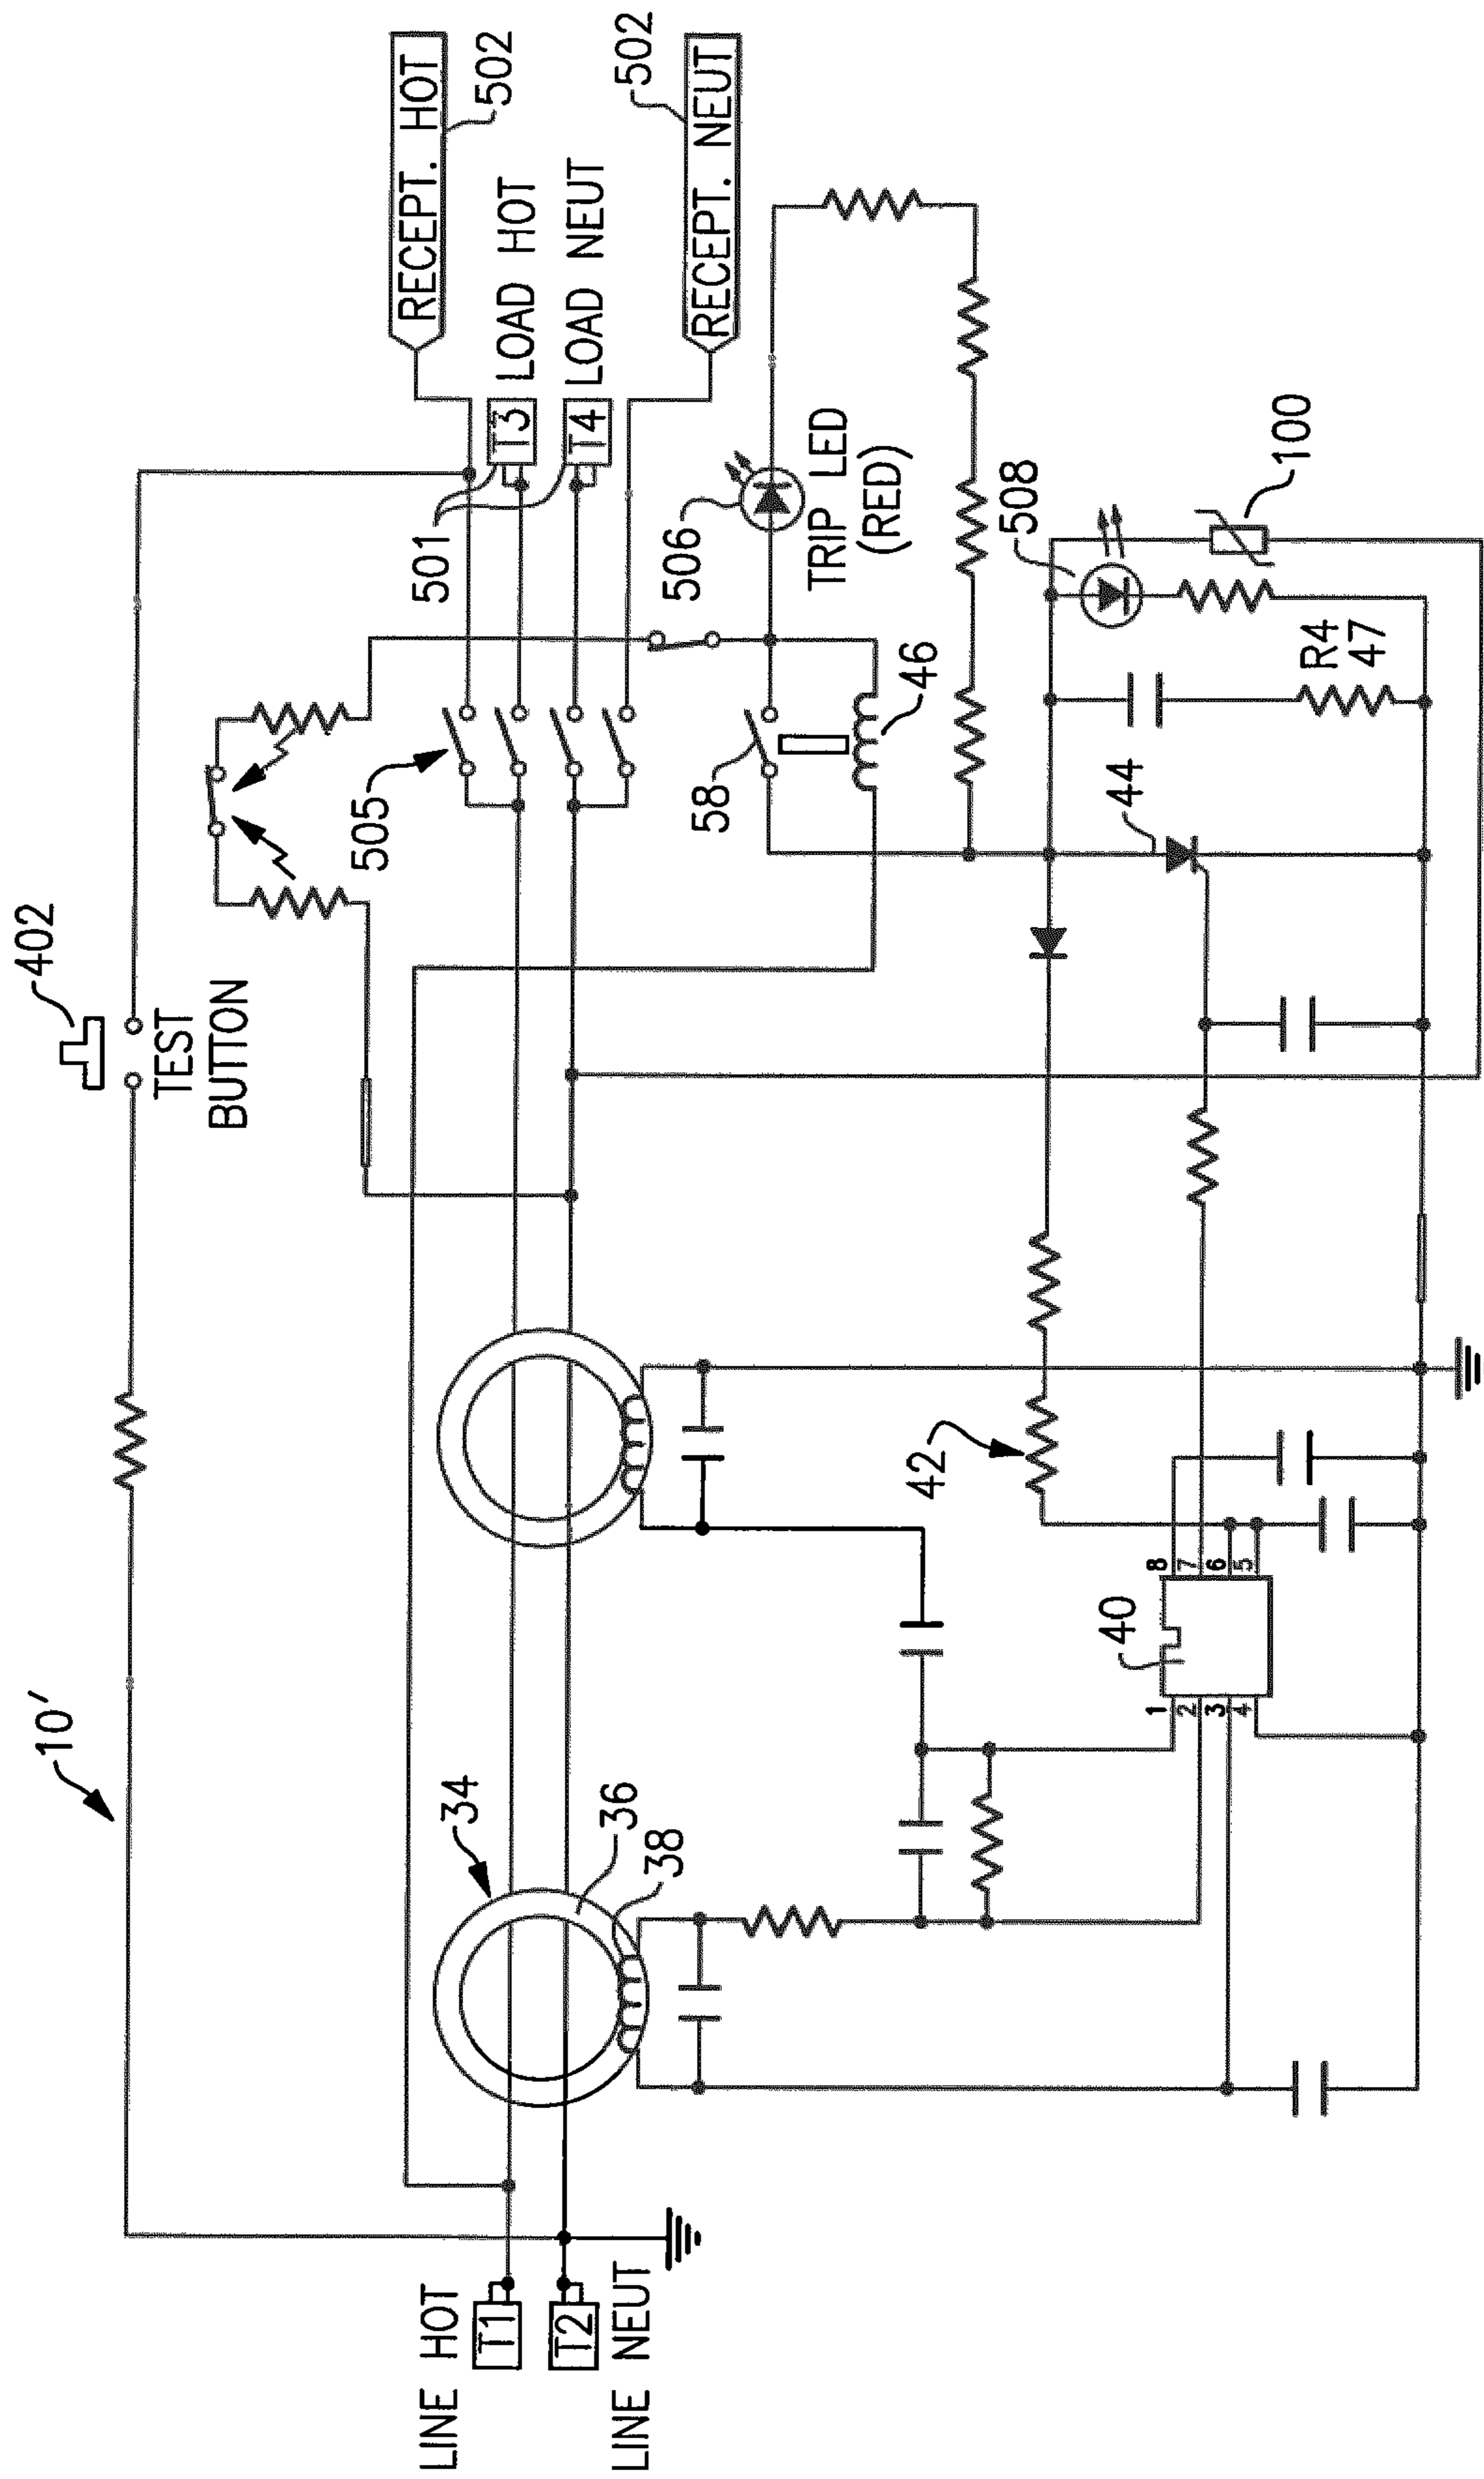 10′
402
TEST
BUTTON
LINE HOT
T1
T2
LINE NEUT
34
36
38
505
501
RECEPT. HOT
502
T3 LOAD HOT
T4 LOAD NEUT
RECEPT. NEUT
502
58
46
506
TRIP LED
(RED)
42
44
508
100
R4
47
40
1
2
3
4
8
7
6
5